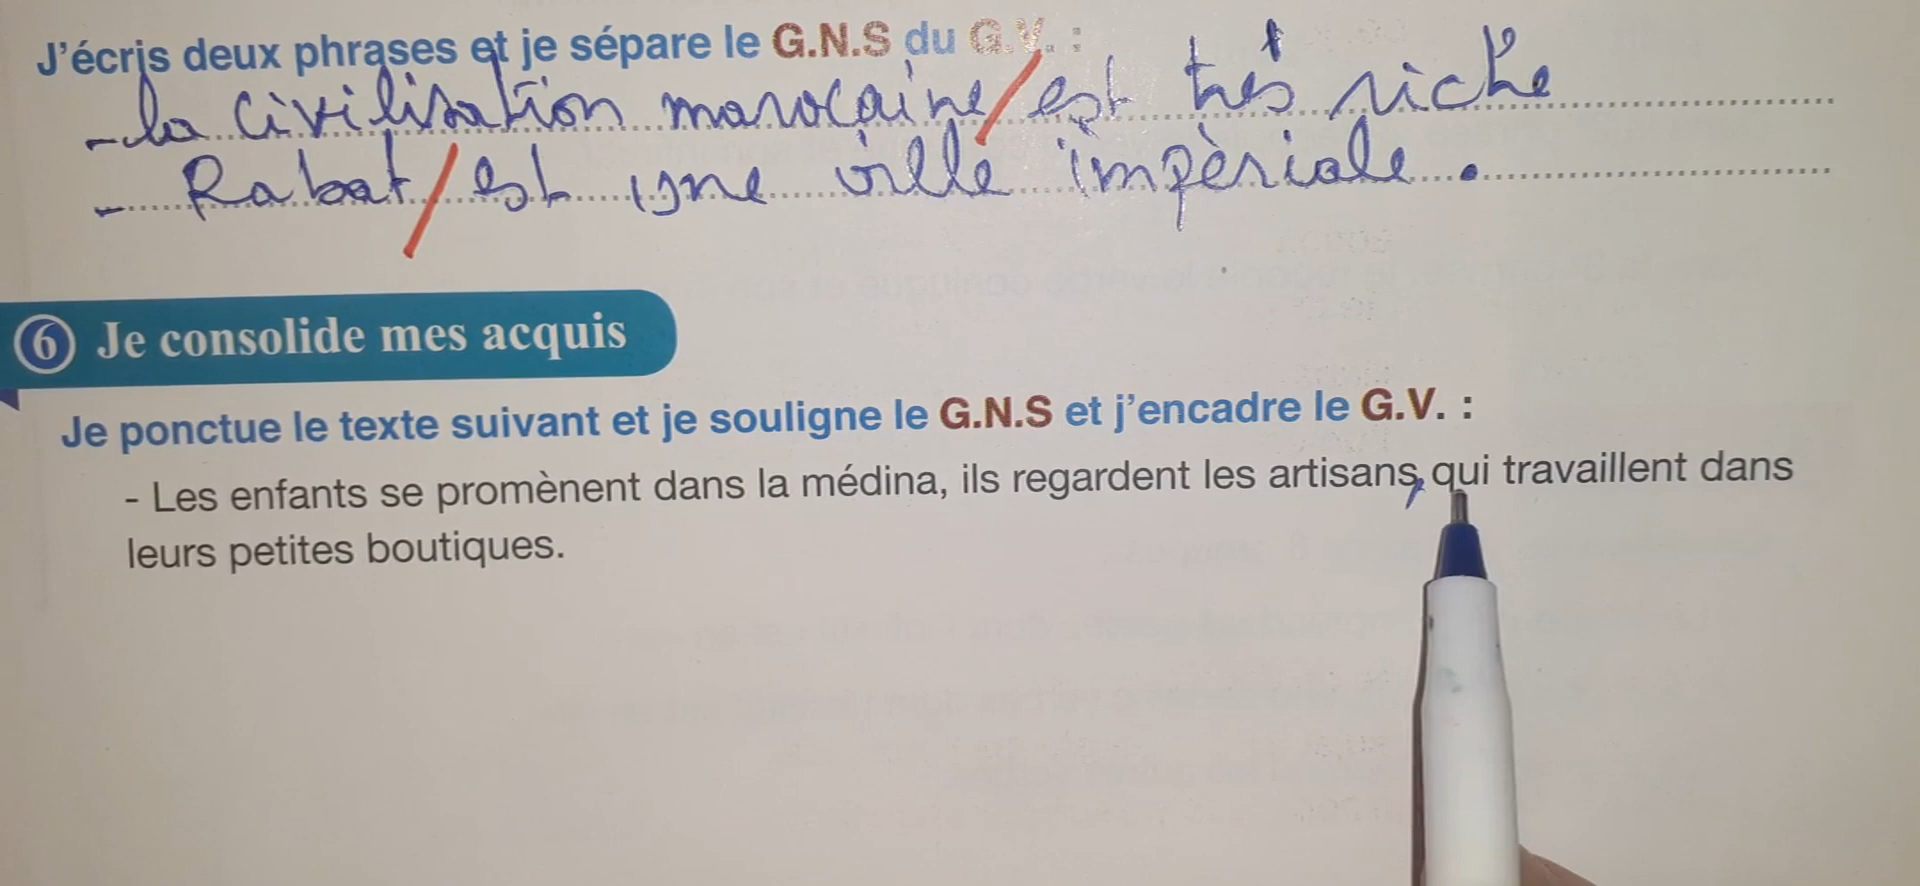 J'écris deux phrases et je sépare le G.N.S du G.V. :
- la civilisation marocaine / est très riche
- Rabat / est une ville impèriale .
6 Je consolide mes acquis
Je ponctue le texte suivant et je souligne le G.N.S et j'encadre le G.V. :
- Les enfants se promènent dans la médina, ils regardent les artisans, qui travaillent dans
leurs petites boutiques.